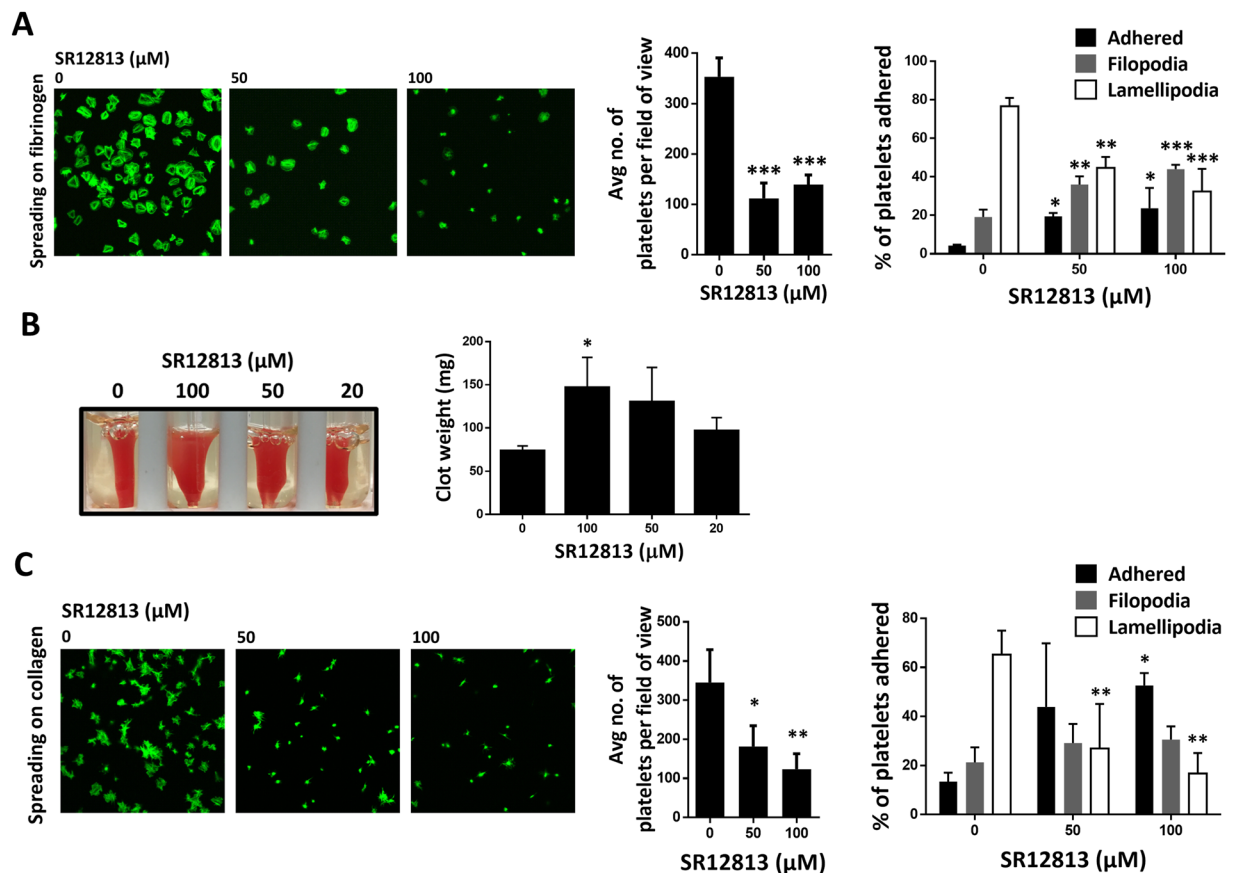 A
SR12813 (μM)
0 50 100
Spreading on fibrinogen
Avg no. of
platelets per field of view
400
300
200
100
0
*** ***
0 50 100
SR12813 (μM)
Adhered
Filopodia
Lamellipodia
% of platelets adhered
100
80
60
40
20
0
* ** ** * *** ***
0 50 100
SR12813 (μM)
B
SR12813 (μM)
0 100 50 20
Clot weight (mg)
200
150
100
50
0
*
0 100 50 20
SR12813 (μM)
C
SR12813 (μM)
0 50 100
Spreading on collagen
Avg no. of
platelets per field of view
500
400
300
200
100
0
* **
0 50 100
SR12813 (μM)
Adhered
Filopodia
Lamellipodia
% of platelets adhered
80
60
40
20
0
** * **
0 50 100
SR12813 (μM)